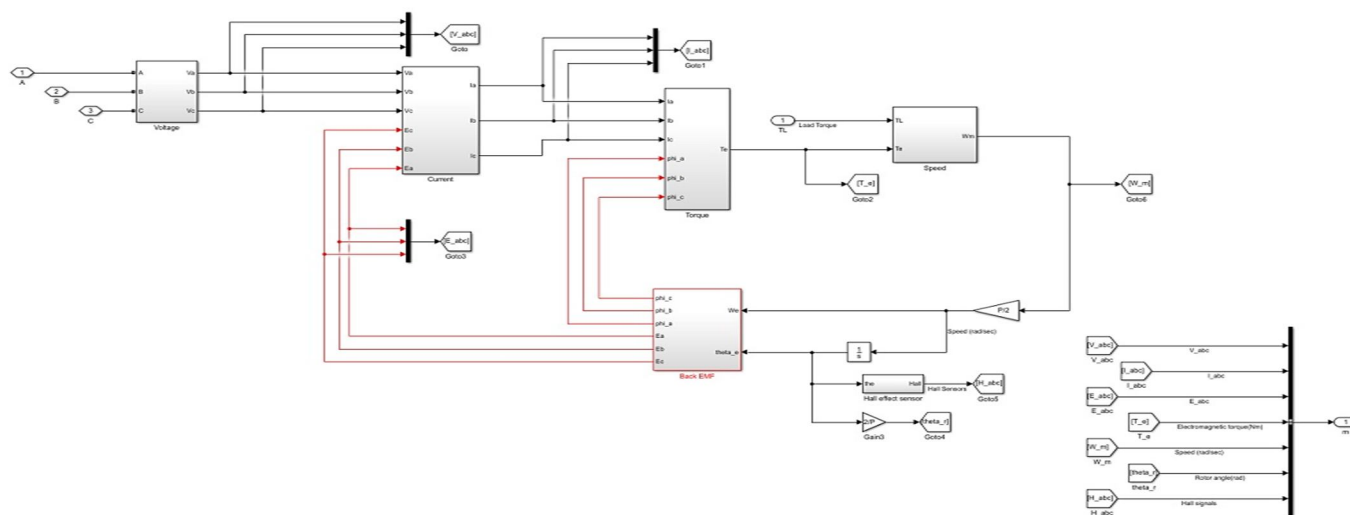 [V_abc]
Goto
[I_abc]
Goto1
1
A
2
B
3
C
A
B
C
Va
Vb
Vc
Voltage
Va
Vb
Vc
Ec
Eb
Ea
Ia
Ib
Ic
Current
Ia
Ib
Ic
phi_a
phi_b
phi_c
Te
Torque
1
TL
Load Torque
TL
Te
Wm
Speed
[T_e]
Goto2
[W_m]
Goto6
[E_abc]
Goto3
phi_c
phi_b
phi_a
Ea
Eb
Ec
We
theta_e
Back EMF
P/2
Speed (rad/sec)
1
s
the
Hall
Hall effect sensor
Hall Sensors
[H_abc]
Goto5
2/P
Gain3
[theta_r]
Goto4
[V_abc]
V_abc
V_abc
[I_abc]
I_abc
I_abc
[E_abc]
E_abc
E_abc
[T_e]
T_e
Electromagnetic torque(Nm)
[W_m]
W_m
Speed (rad/sec)
[theta_r]
theta_r
Rotor angle(rad)
[H_abc]
H_abc
Hall signals
1
m